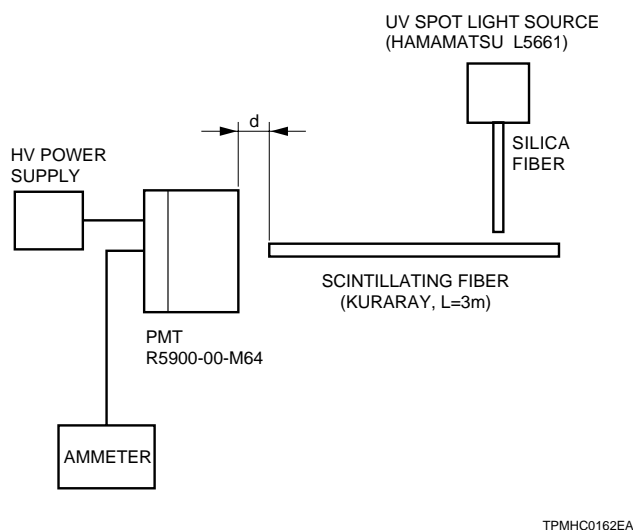 UV SPOT LIGHT SOURCE
(HAMAMATSU L5661)
d
HV POWER
SUPPLY
SILICA
FIBER
SCINTILLATING FIBER
(KURARAY, L=3m)
PMT
R5900-00-M64
AMMETER
TPMHC0162EA